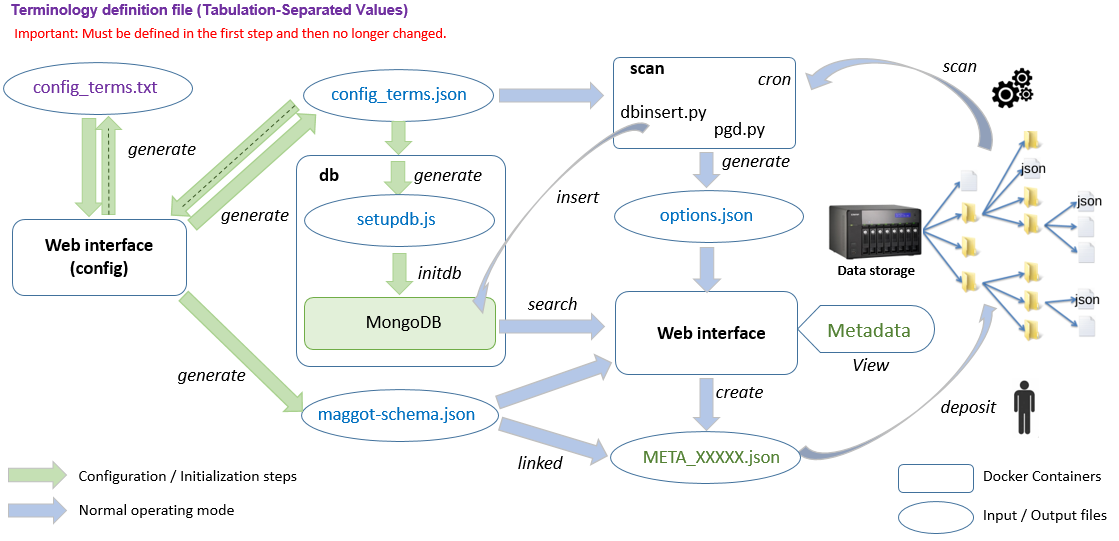 Terminology definition file (Tabulation-Separated Values)
Important: Must be defined in the first step and then no longer changed.
config_terms.txt
generate
config_terms.json
scan
cron
dbinsert.py
pgd.py
scan
json
json
json
generate
db
generate
setupdb.js
insert
generate
options.json
Web interface
(config)
initdb
MongoDB
search
Data storage
Web interface
Metadata
View
generate
maggot-schema.json
create
deposit
linked
META_XXXXX.json
Configuration / Initialization steps
Normal operating mode
Docker Containers
Input / Output files